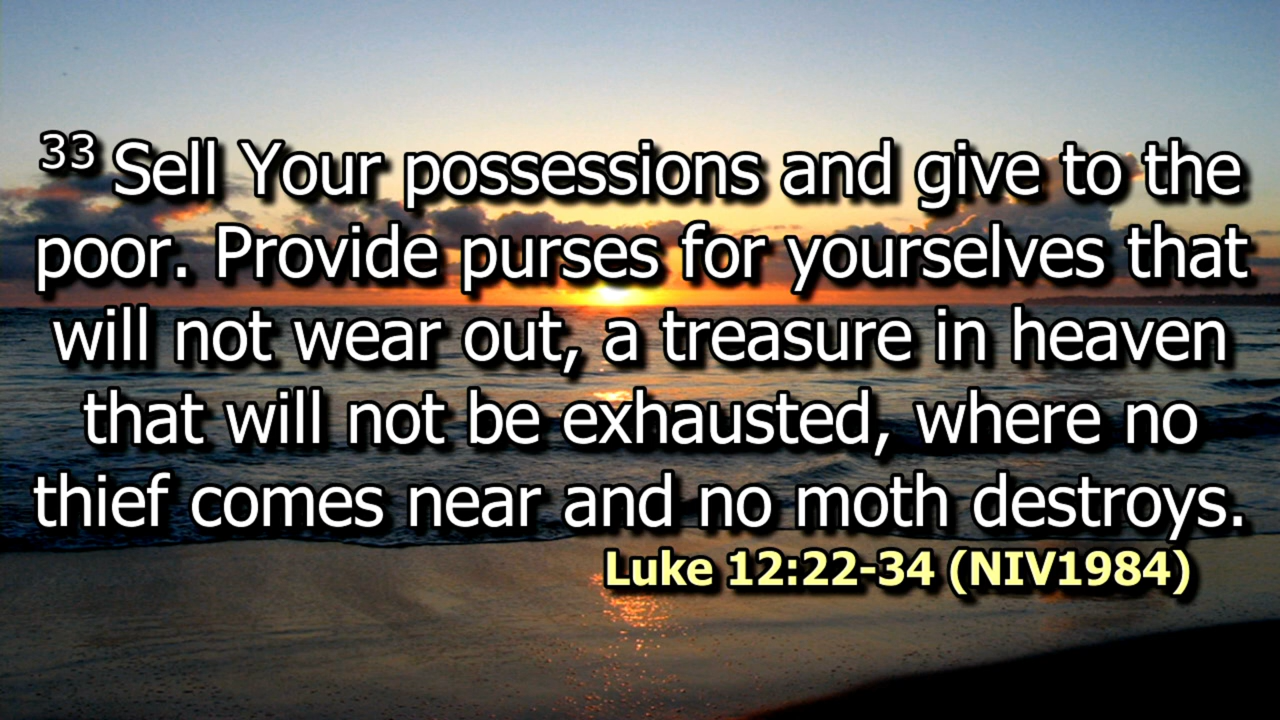 33 Sell Your possessions and give to the
poor. Provide purses for yourselves that
will not wear out, a treasure in heaven
that will not be exhausted, where no
thief comes near and no moth destroys.
Luke 12:22-34 (NIV1984)